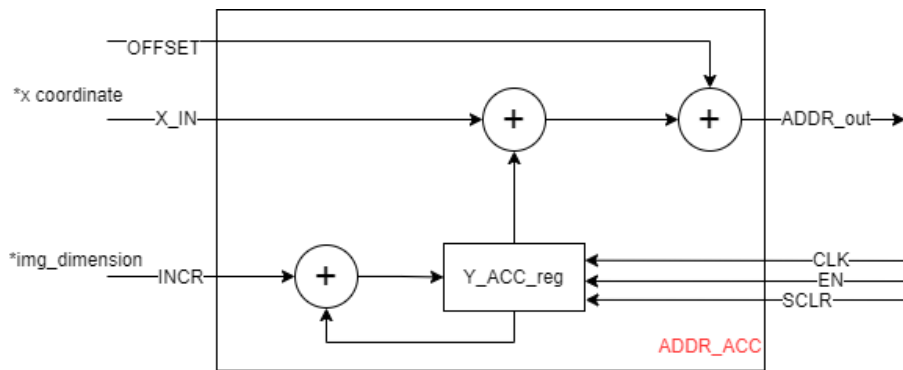 OFFSET
*x coordinate
X_IN
+
+
ADDR_out
*img_dimension
INCR
+
Y_ACC_reg
CLK
EN
SCLR
ADDR_ACC